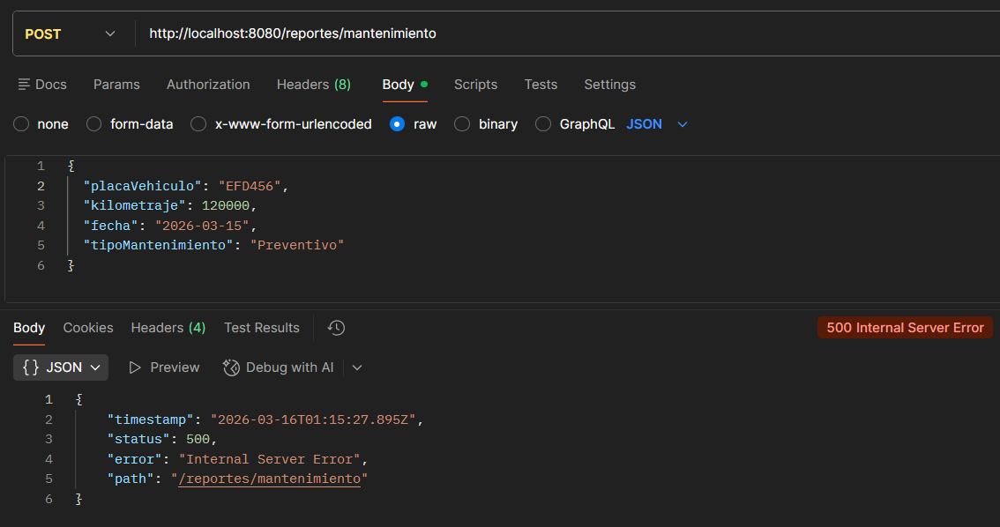 POST http://localhost:8080/reportes/mantenimiento
Docs Params Authorization Headers (8) Body Scripts Tests Settings
none form-data x-www-form-urlencoded raw binary GraphQL JSON
1 {
2 "placaVehiculo": "EFD456",
3 "kilometraje": 120000,
4 "fecha": "2026-03-15",
5 "tipoMantenimiento": "Preventivo"
6 }
Body Cookies Headers (4) Test Results 500 Internal Server Error
{} JSON Preview Debug with AI
1 {
2 "timestamp": "2026-03-16T01:15:27.895Z",
3 "status": 500,
4 "error": "Internal Server Error",
5 "path": "/reportes/mantenimiento"
6 }